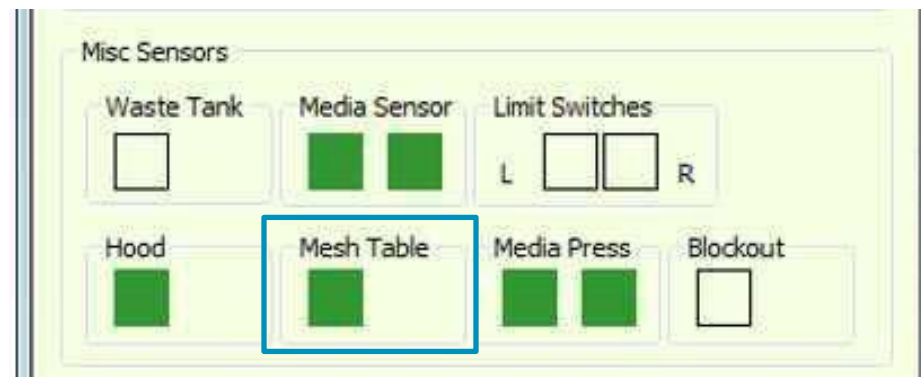 Misc Sensors
Waste Tank Media Sensor Limit Switches
L R
Hood Mesh Table Media Press Blockout